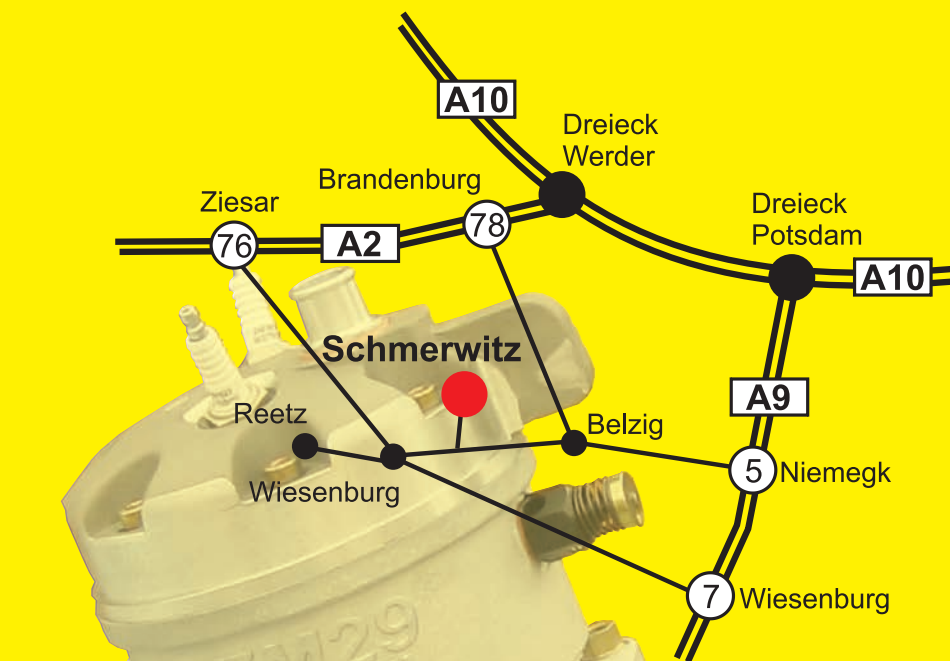 A10
Dreieck
Werder
Brandenburg
Ziesar
Dreieck
Potsdam
78
76
A2
A10
Schmerwitz
A9
Reetz
Belzig
5
Niemegk
Wiesenburg
7
Wiesenburg